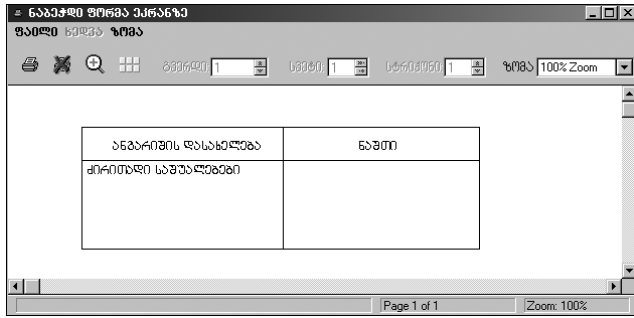 ნაბეჭდი ფორმა ეკრანზე
ფაილი ხედვა ზომა
გვერდი: 1 სვეტი: 1 სტრიქონი: 1 ზომა 100% Zoom
ანგარიშის დასახელება ნაშთი
ძირითადი საშუალებები
Page 1 of 1 Zoom: 100%